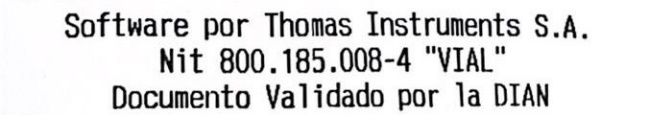 Software por Thomas Instruments S.A.
Nit 800.185.008-4 "VIAL"
Documento Validado por la DIAN